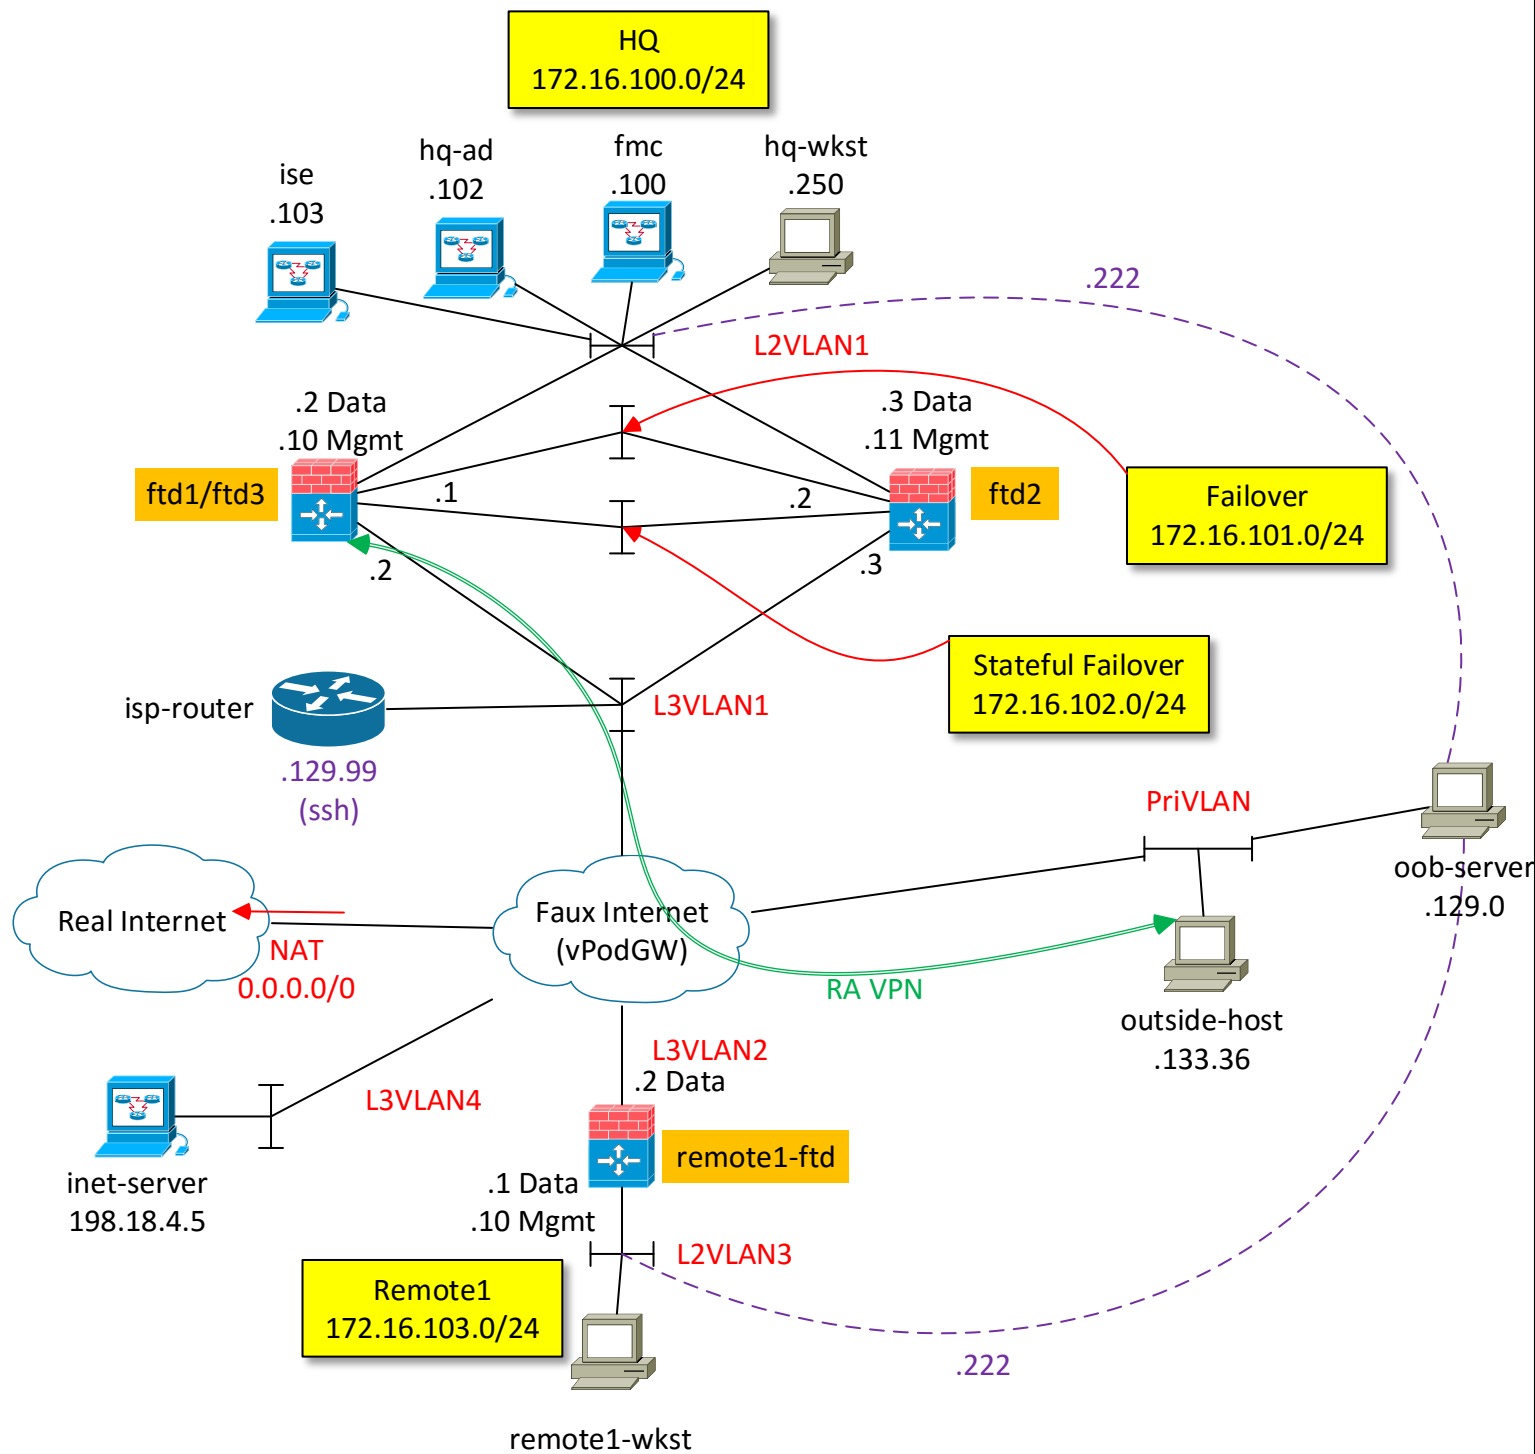 HQ
172.16.100.0/24
ise
.103
hq-ad
.102
fmc
.100
hq-wkst
.250
.222
L2VLAN1
.2 Data
.10 Mgmt
.3 Data
.11 Mgmt
ftd1/ftd3
.1
.2
ftd2
Failover
172.16.101.0/24
.2
.3
Stateful Failover
172.16.102.0/24
isp-router
L3VLAN1
.129.99
(ssh)
PriVLAN
oob-server
.129.0
Real Internet
Faux Internet
(vPodGW)
NAT
0.0.0.0/0
RA VPN
outside-host
.133.36
L3VLAN2
.2 Data
L3VLAN4
remote1-ftd
inet-server
198.18.4.5
.1 Data
.10 Mgmt
L2VLAN3
Remote1
172.16.103.0/24
.222
remote1-wkst